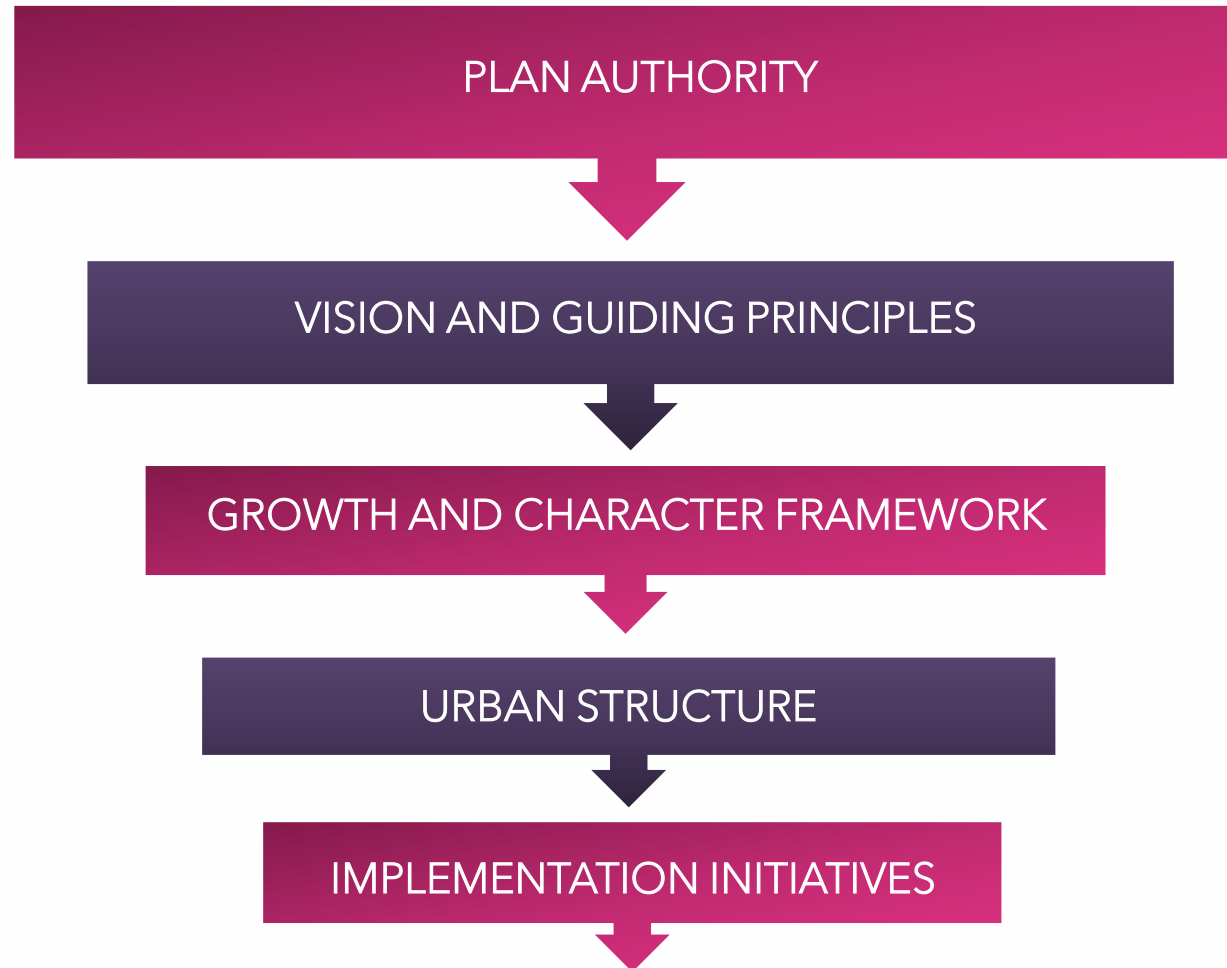 PLAN AUTHORITY
VISION AND GUIDING PRINCIPLES
GROWTH AND CHARACTER FRAMEWORK
URBAN STRUCTURE
IMPLEMENTATION INITIATIVES